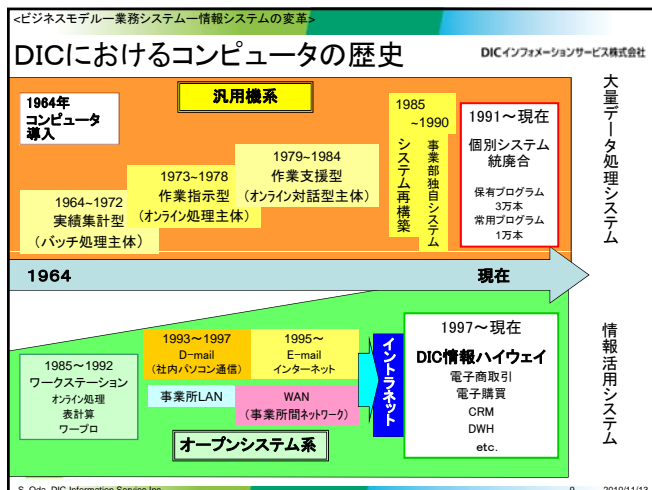 <ビジネスモデルー業務システムー情報システムの変革>
DICにおけるコンピュータの歴史
DICインフォメーションサービス株式会社
汎用機系
1964年
コンピュータ
導入
1964~1972
実績集計型
(バッチ処理主体)
1973~1978
作業指示型
(オンライン処理主体)
1979~1984
作業支援型
(オンライン対話型主体)
1985
~1990
システム再構築
事業部独自システム
1991~現在
個別システム
統廃合
保有プログラム
3万本
常用プログラム
1万本
大量データ処理システム
1964
現在
1985~1992
ワークステーション
オンライン処理
表計算
ワープロ
1993~1997
D-mail
(社内パソコン通信)
1995~
E-mail
インターネット
事業所LAN
WAN
(事業所間ネットワーク)
オープンシステム系
イントラネット
1997~現在
DIC情報ハイウェイ
電子商取引
電子購買
CRM
DWH
etc.
情報活用システム
S. Odo, DIC Information Service Inc.
9
2010/11/13